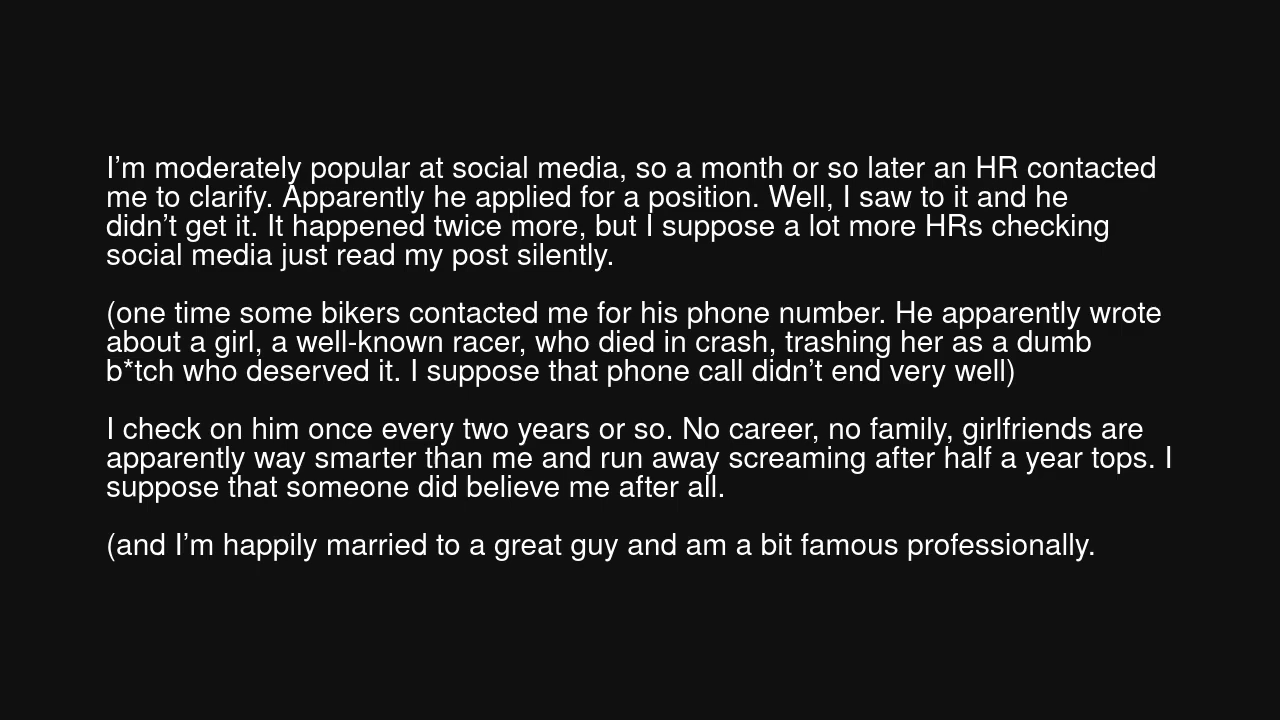 I’m moderately popular at social media, so a month or so later an HR contacted
me to clarify. Apparently he applied for a position. Well, I saw to it and he
didn’t get it. It happened twice more, but I suppose a lot more HRs checking
social media just read my post silently.
(one time some bikers contacted me for his phone number. He apparently wrote
about a girl, a well-known racer, who died in crash, trashing her as a dumb
b*tch who deserved it. I suppose that phone call didn’t end very well)
I check on him once every two years or so. No career, no family, girlfriends are
apparently way smarter than me and run away screaming after half a year tops. I
suppose that someone did believe me after all.
(and I’m happily married to a great guy and am a bit famous professionally.